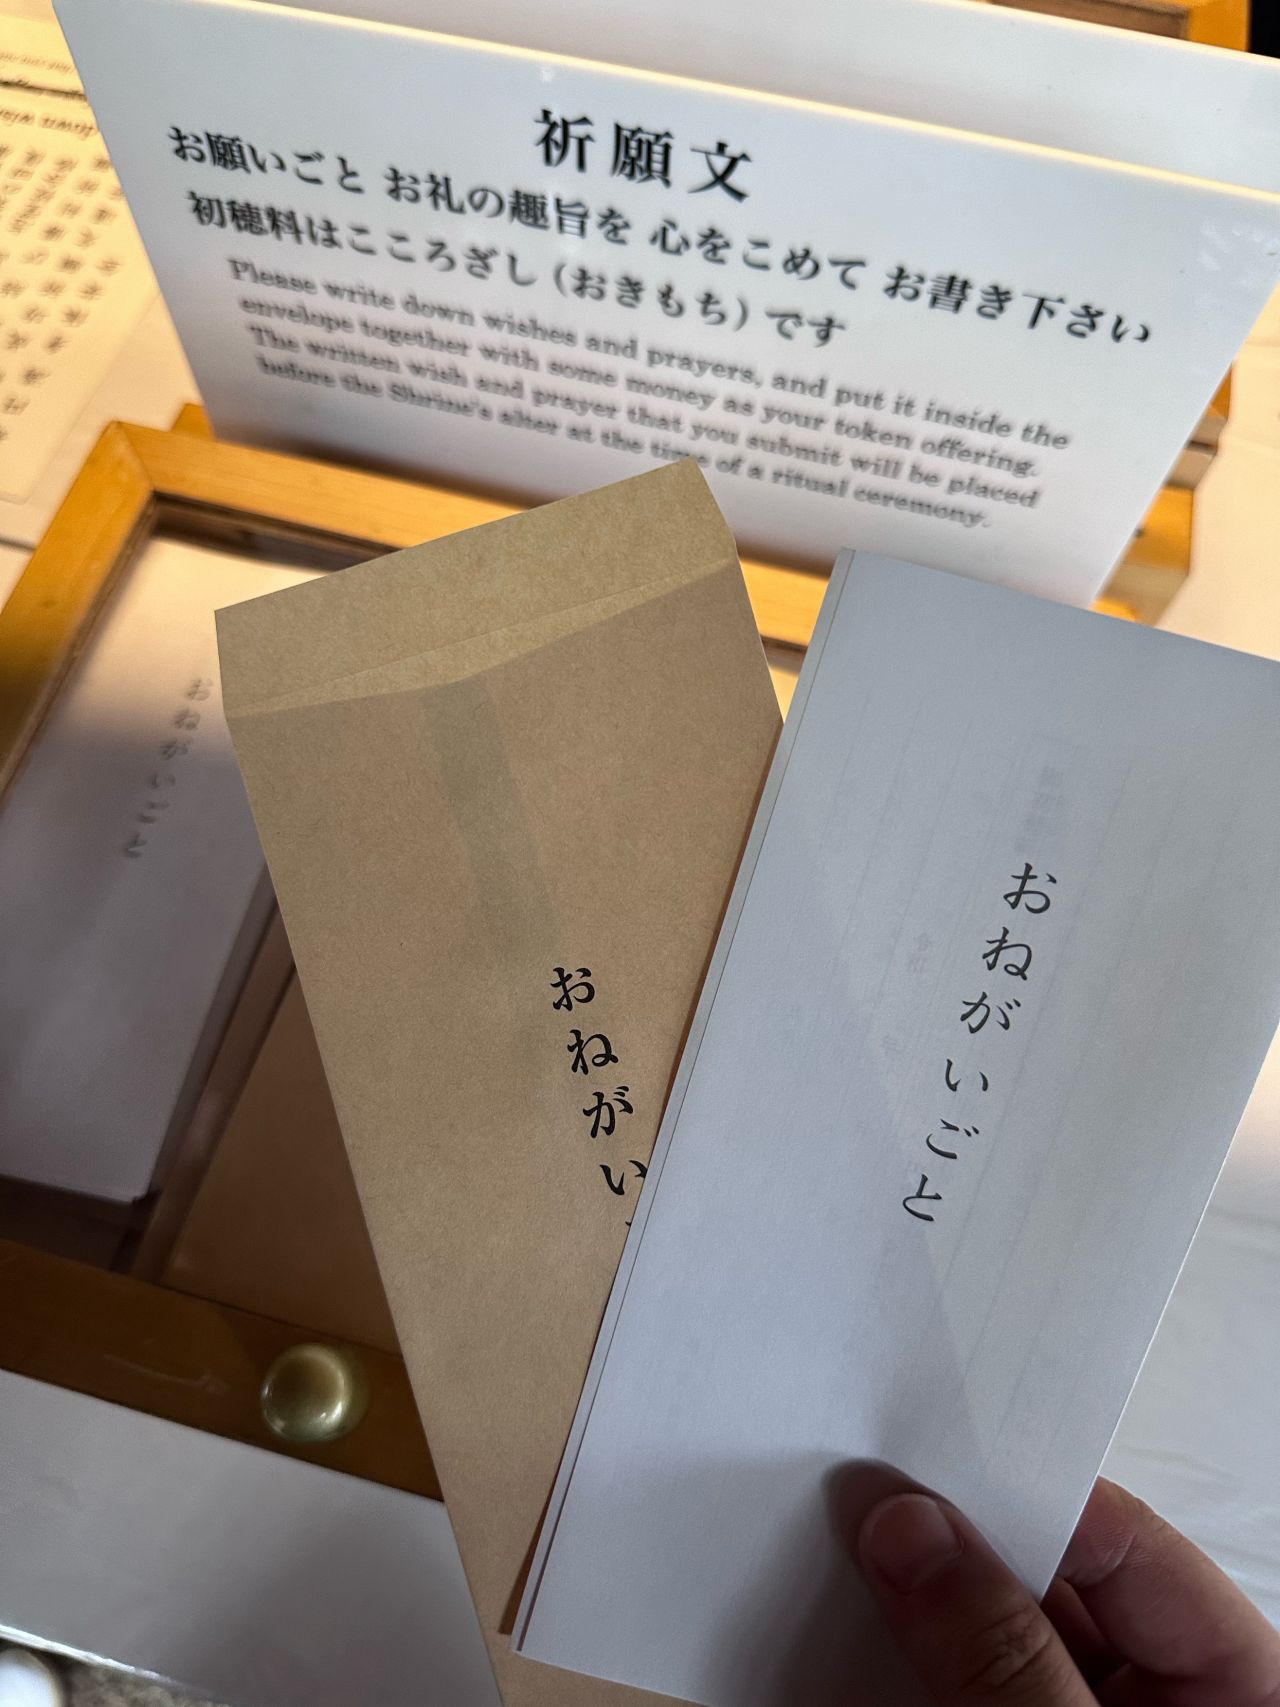 祈願文
お願いごと お礼の趣旨を 心をこめて お書き下さい
初穂料はこころざし（おきもち）です
Please write down wishes and prayers, and put it inside the
envelope together with some money as your token offering.
The written wish and prayer that you submit will be placed
before the Shrine's alter at the time of a ritual ceremony.
おねがいごと
おねがい
おねがいごと